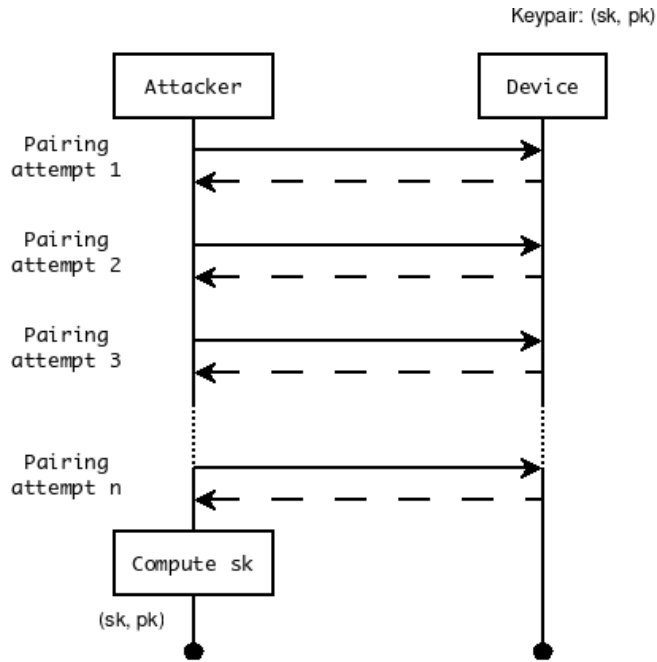 Keypair: (sk, pk)
Attacker
Device
Pairing
attempt 1
Pairing
attempt 2
Pairing
attempt 3
Pairing
attempt n
Compute sk
(sk, pk)